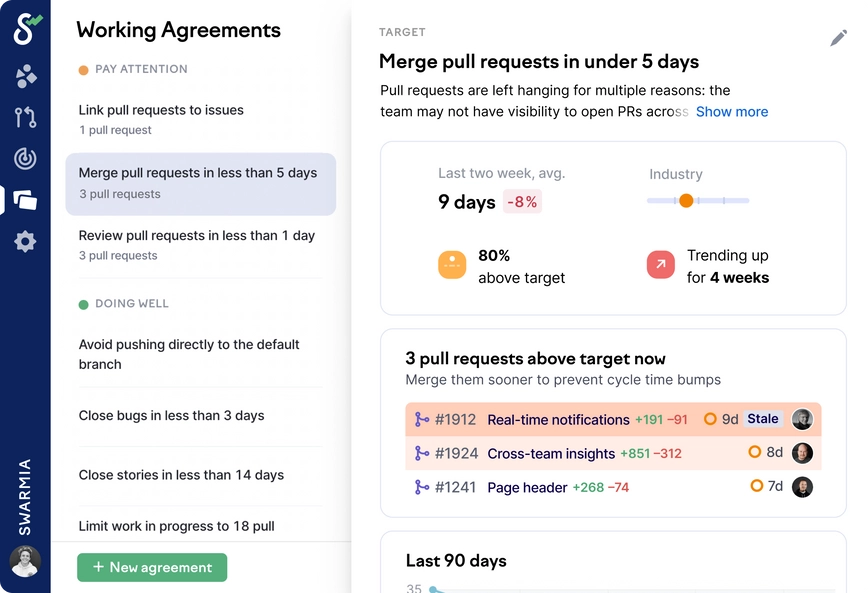 Working Agreements
PAY ATTENTION
Link pull requests to issues
1 pull request
Merge pull requests in less than 5 days
3 pull requests
Review pull requests in less than 1 day
3 pull requests
DOING WELL
Avoid pushing directly to the default
branch
Close bugs in less than 3 days
Close stories in less than 14 days
Limit work in progress to 18 pull
+ New agreement
SWARMIA
TARGET
Merge pull requests in under 5 days
Pull requests are left hanging for multiple reasons: the
team may not have visibility to open PRs across Show more
Last two week, avg.
9 days -8%
Industry
80%
above target
Trending up
for 4 weeks
3 pull requests above target now
Merge them sooner to prevent cycle time bumps
#1912 Real-time notifications +191 −91 9d Stale
#1924 Cross-team insights +851 −312 8d
#1241 Page header +268 −74 7d
Last 90 days
35